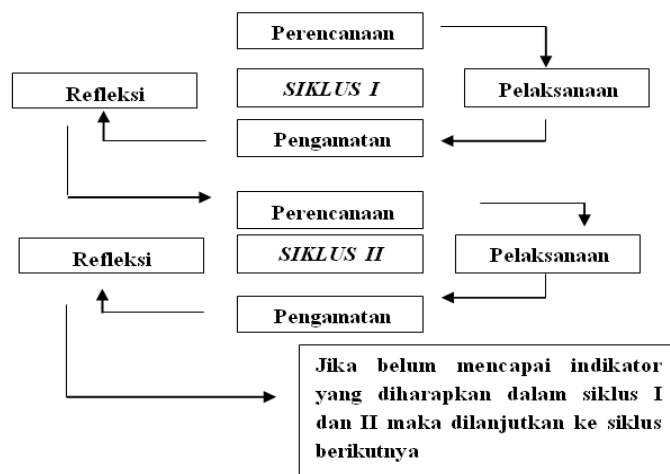 Perencanaan
Refleksi
SIKLUS I
Pelaksanaan
Pengamatan
Perencanaan
Refleksi
SIKLUS II
Pelaksanaan
Pengamatan
Jika belum mencapai indikator
yang diharapkan dalam siklus I
dan II maka dilanjutkan ke siklus
berikutnya